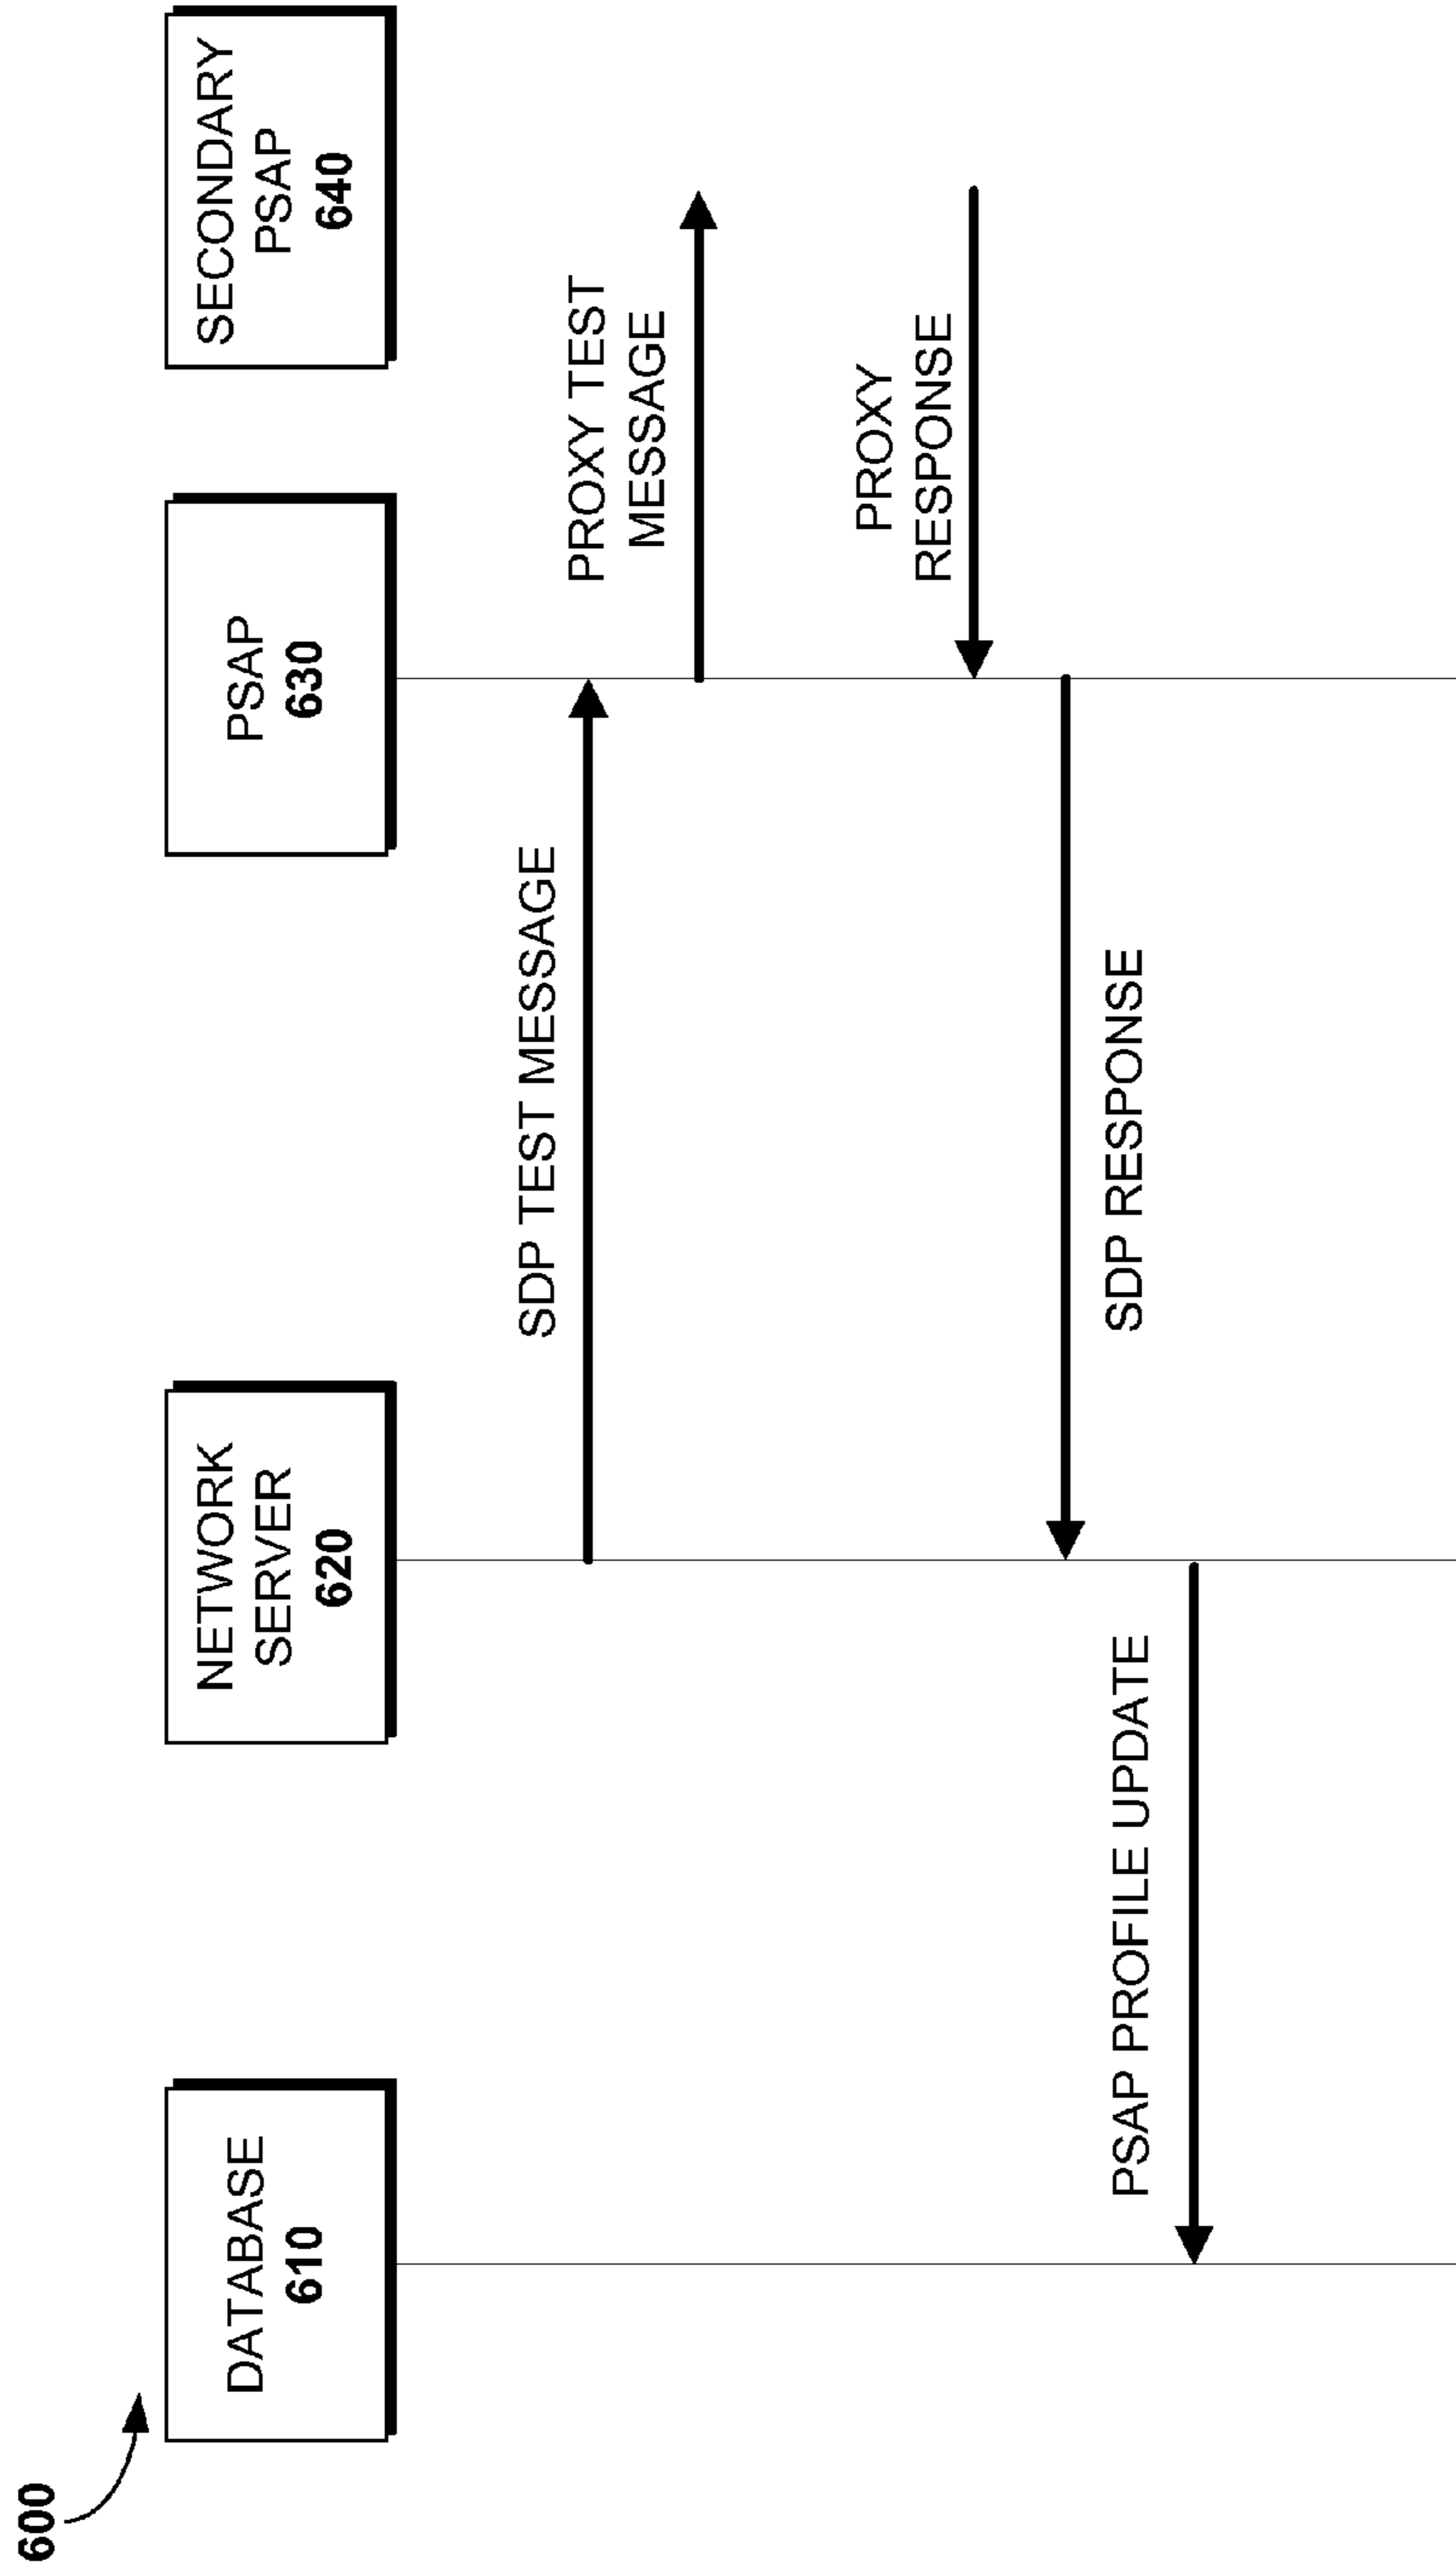 600
DATABASE
610
NETWORK
SERVER
620
PSAP
630
SECONDARY
PSAP
640
SDP TEST MESSAGE
PROXY TEST
MESSAGE
PROXY
RESPONSE
SDP RESPONSE
PSAP PROFILE UPDATE